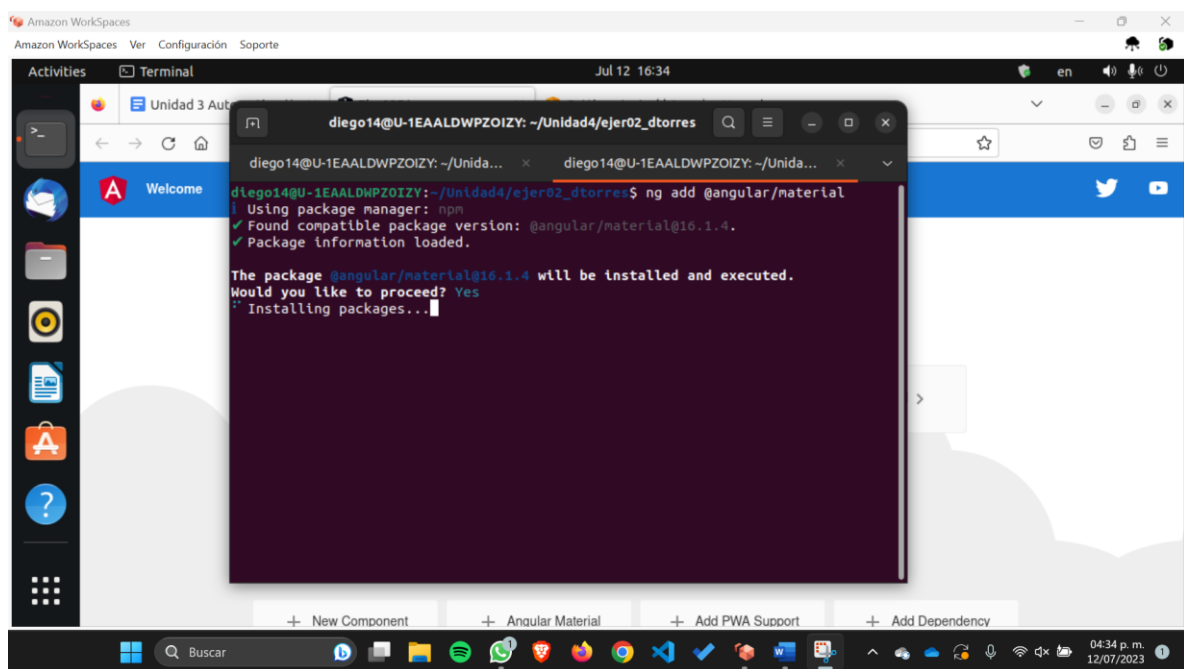 Amazon WorkSpaces
Amazon WorkSpaces Ver Configuración Soporte
Activities Terminal Jul 12 16:34 en
Unidad 3 Aut
diego14@U-1EAALDWPZOIZY: ~/Unidad4/ejer02_dtorres
diego14@U-1EAALDWPZOIZY: ~/Unida... × diego14@U-1EAALDWPZOIZY: ~/Unida... ×
Welcome
diego14@U-1EAALDWPZOIZY:~/Unidad4/ejer02_dtorres$ ng add @angular/material
ℹ Using package manager: npm
✔ Found compatible package version: @angular/material@16.1.4.
✔ Package information loaded.
The package @angular/material@16.1.4 will be installed and executed.
Would you like to proceed? Yes
Installing packages...
+ New Component + Angular Material + Add PWA Support + Add Dependency
Buscar
04:34 p. m.
12/07/2023
1